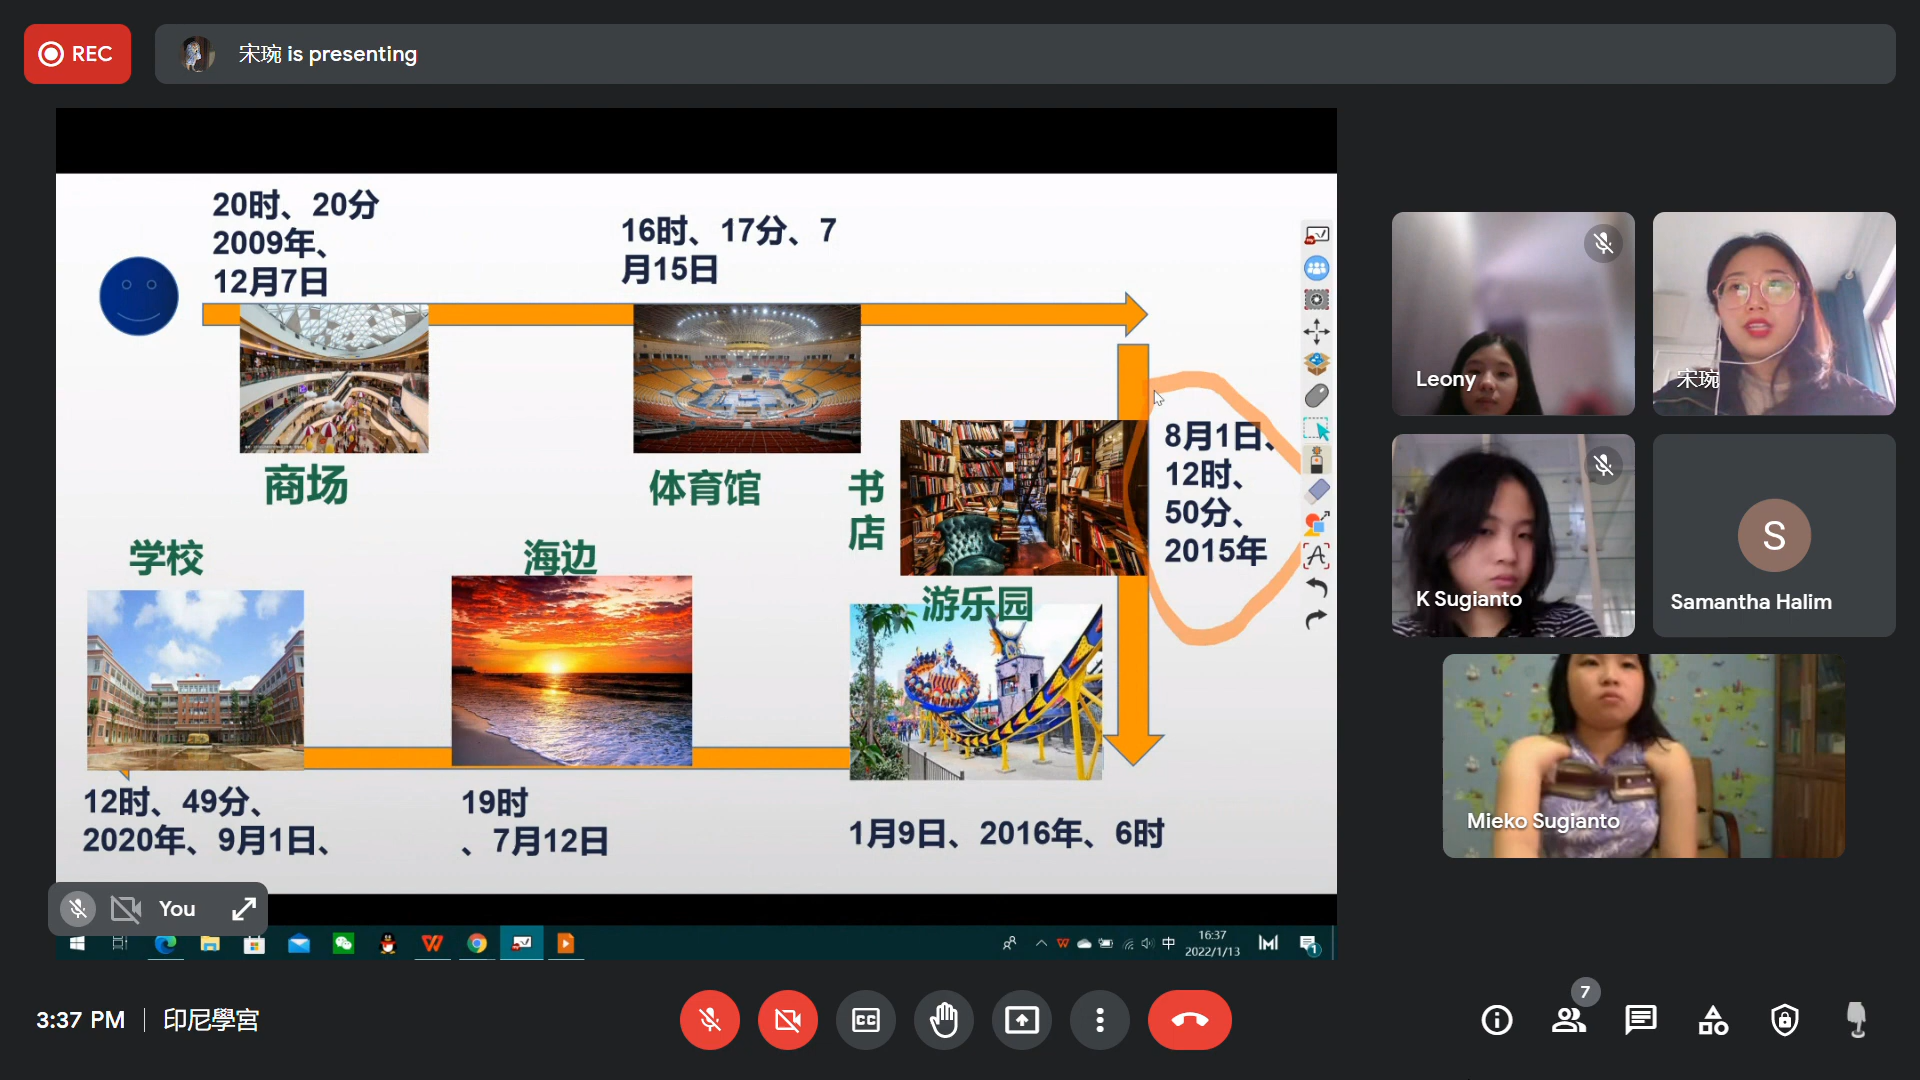 REC
宋琬 is presenting
20时、20分
2009年、
12月7日
16时、17分、7
月15日
商场
体育馆
书
店
8月1日、
12时、
50分、
2015年
学校
海边
游乐园
12时、49分、
2020年、9月1日、
19时
、7月12日
1月9日、2016年、6时
Leony
宋琬
K Sugianto
S
Samantha Halim
Mieko Sugianto
You
中
16:37
2022/1/13
1
3:37 PM
印尼學宮
CC
7